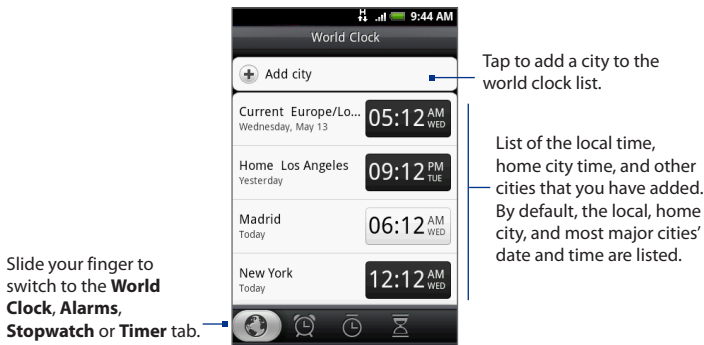 H 9:44 AM
World Clock
Add city
Current Europe/Lo...
Wednesday, May 13
05:12 AM WED
Home Los Angeles
Yesterday
09:12 PM TUE
Madrid
Today
06:12 AM WED
New York
Today
12:12 AM WED
Tap to add a city to the
world clock list.
List of the local time,
home city time, and other
cities that you have added.
By default, the local, home
city, and most major cities’
date and time are listed.
Slide your finger to
switch to the World
Clock, Alarms,
Stopwatch or Timer tab.